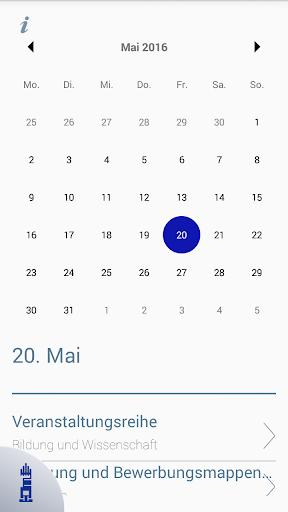 i
Mai 2016
Mo. Di. Mi. Do. Fr. Sa. So.
25 26 27 28 29 30 1
2 3 4 5 6 7 8
9 10 11 12 13 14 15
16 17 18 19 20 21 22
23 24 25 26 27 28 29
30 31 1 2 3 4 5
20. Mai
Veranstaltungsreihe
Bildung und Wissenschaft
und Bewerbungsmappen...